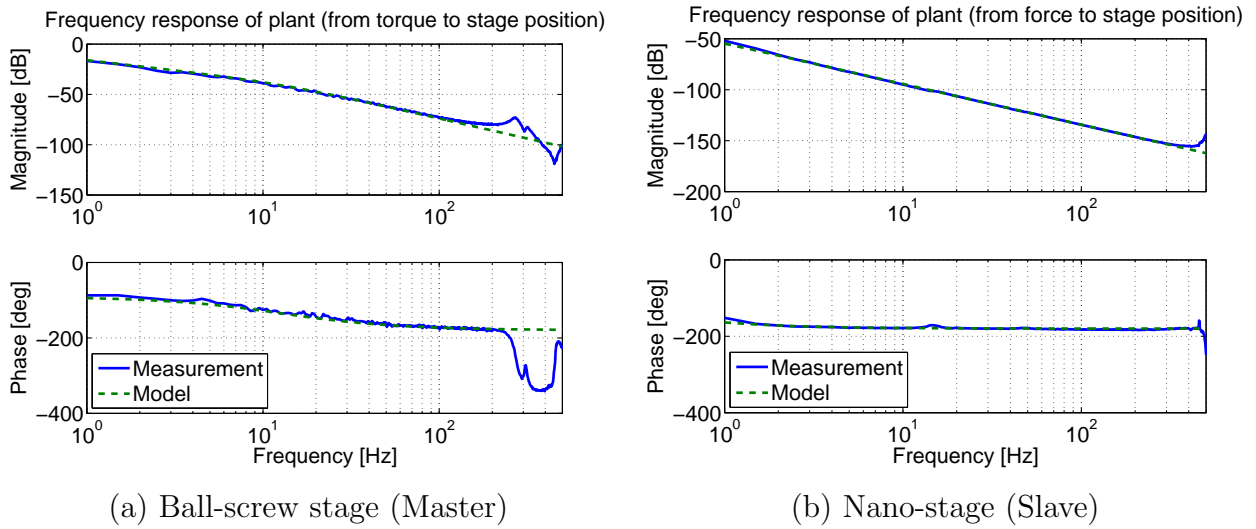 Frequency response of plant (from torque to stage position)
0
−50
−100
−150
Magnitude [dB]
10^0
10^1
10^2
0
−200
−400
Phase [deg]
Measurement
Model
10^0
10^1
10^2
Frequency [Hz]
(a) Ball-screw stage (Master)
Frequency response of plant (from force to stage position)
−50
−100
−150
−200
Magnitude [dB]
10^0
10^1
10^2
0
−200
−400
Phase [deg]
Measurement
Model
10^0
10^1
10^2
Frequency [Hz]
(b) Nano-stage (Slave)